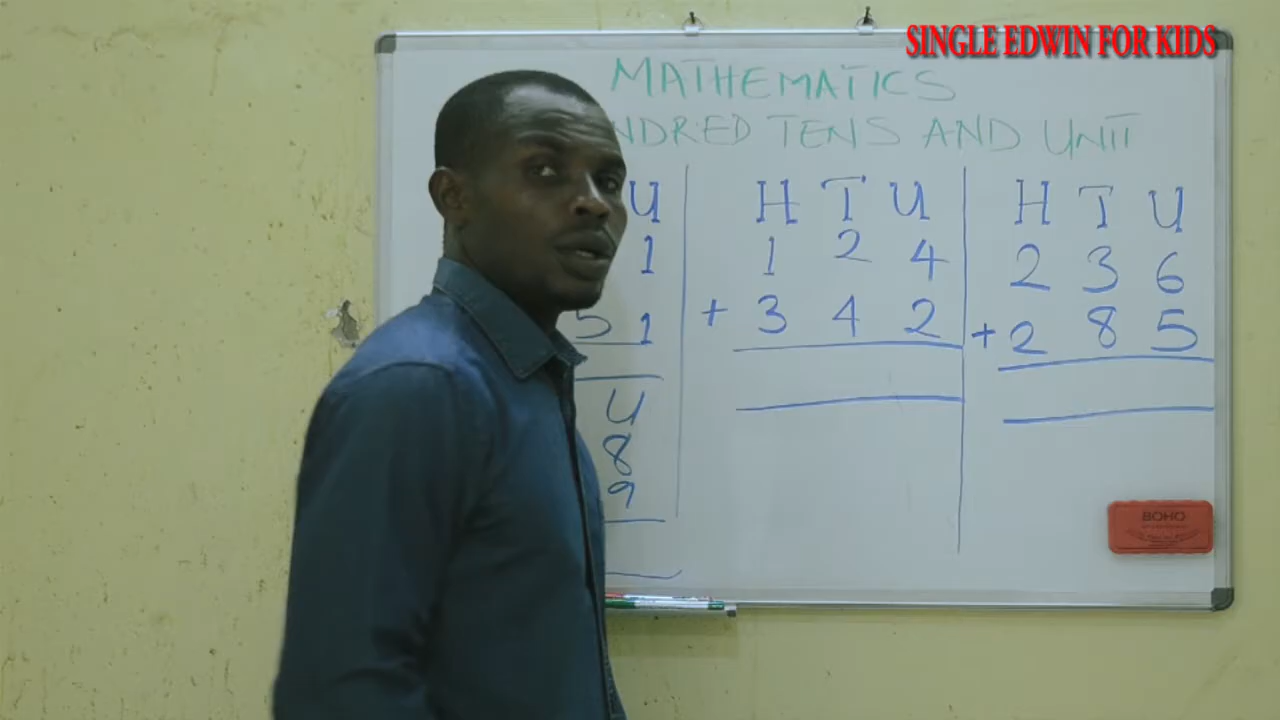 SINGLE EDWIN FOR KIDS
MATHEMATICS
NDRED TENS AND UNIT
U
1
5 1
U
8
9
H T U
1 2 4
+ 3 4 2
H T U
2 3 6
+ 2 8 5
BOHO